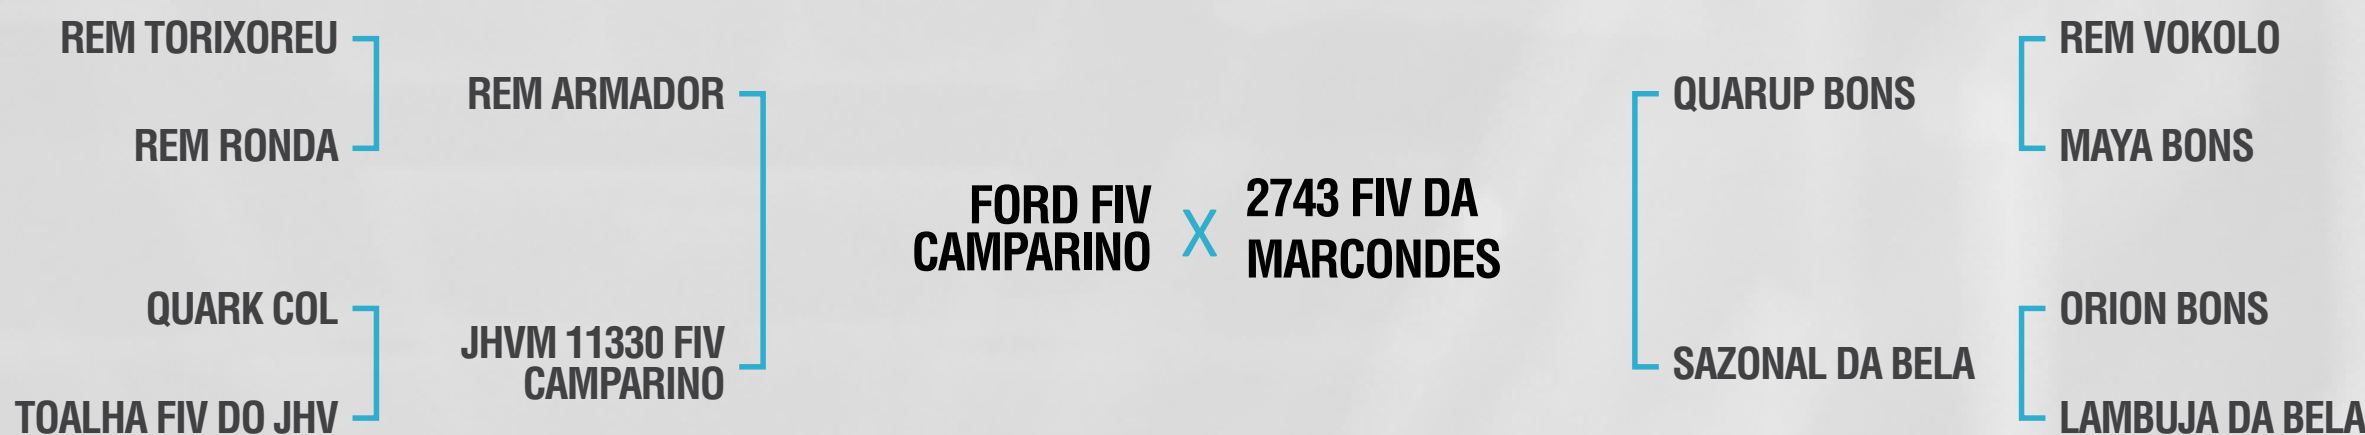 REM TORIXOREU
REM RONDA
QUARK COL
TOALHA FIV DO JHV
REM ARMADOR
JHVM 11330 FIV
CAMPARINO
FORD FIV
CAMPARINO
X
2743 FIV DA
MARCONDES
QUARUP BONS
SAZONAL DA BELA
REM VOKOLO
MAYA BONS
ORION BONS
LAMBUJA DA BELA